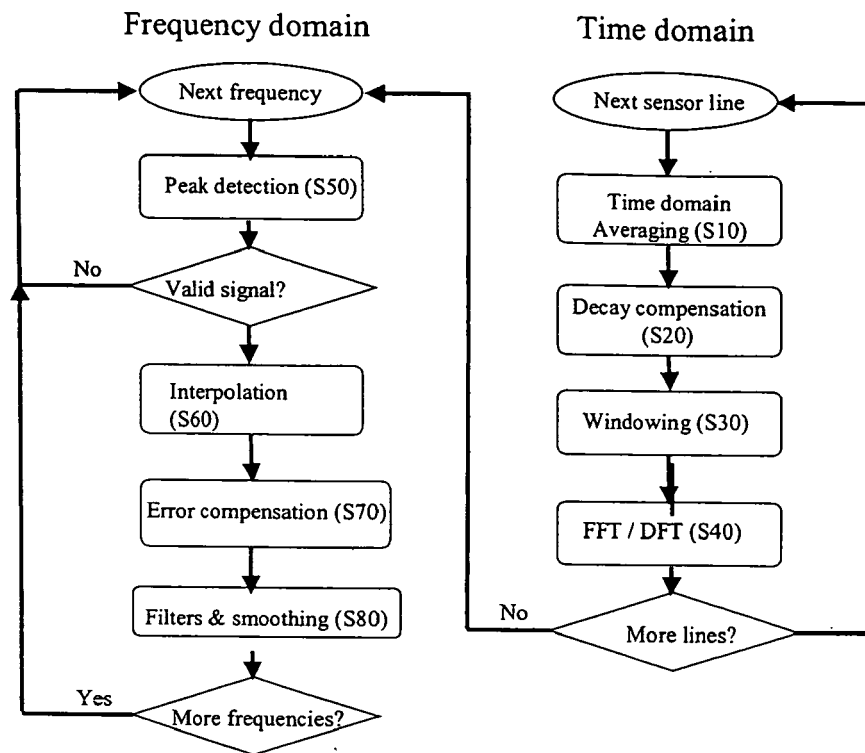 Frequency domain
Next frequency
Peak detection (S50)
No
Valid signal?
Interpolation
(S60)
Error compensation (S70)
Filters & smoothing (S80)
Yes
More frequencies?
Time domain
Next sensor line
Time domain
Averaging (S10)
Decay compensation
(S20)
Windowing (S30)
FFT / DFT (S40)
No
More lines?